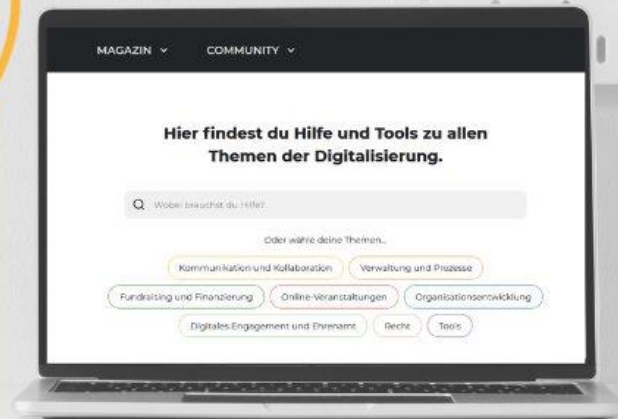 MAGAZIN COMMUNITY
Hier findest du Hilfe und Tools zu allen
Themen der Digitalisierung.
Wobei brauchst du Hilfe?
Oder wähle deine Themen...
Kommunikation und Kollaboration Verwaltung und Prozesse
Fundraising und Finanzierung Online-Veranstaltungen Organisationsentwicklung
Digitales Engagement und Ehrenamt Recht Tools